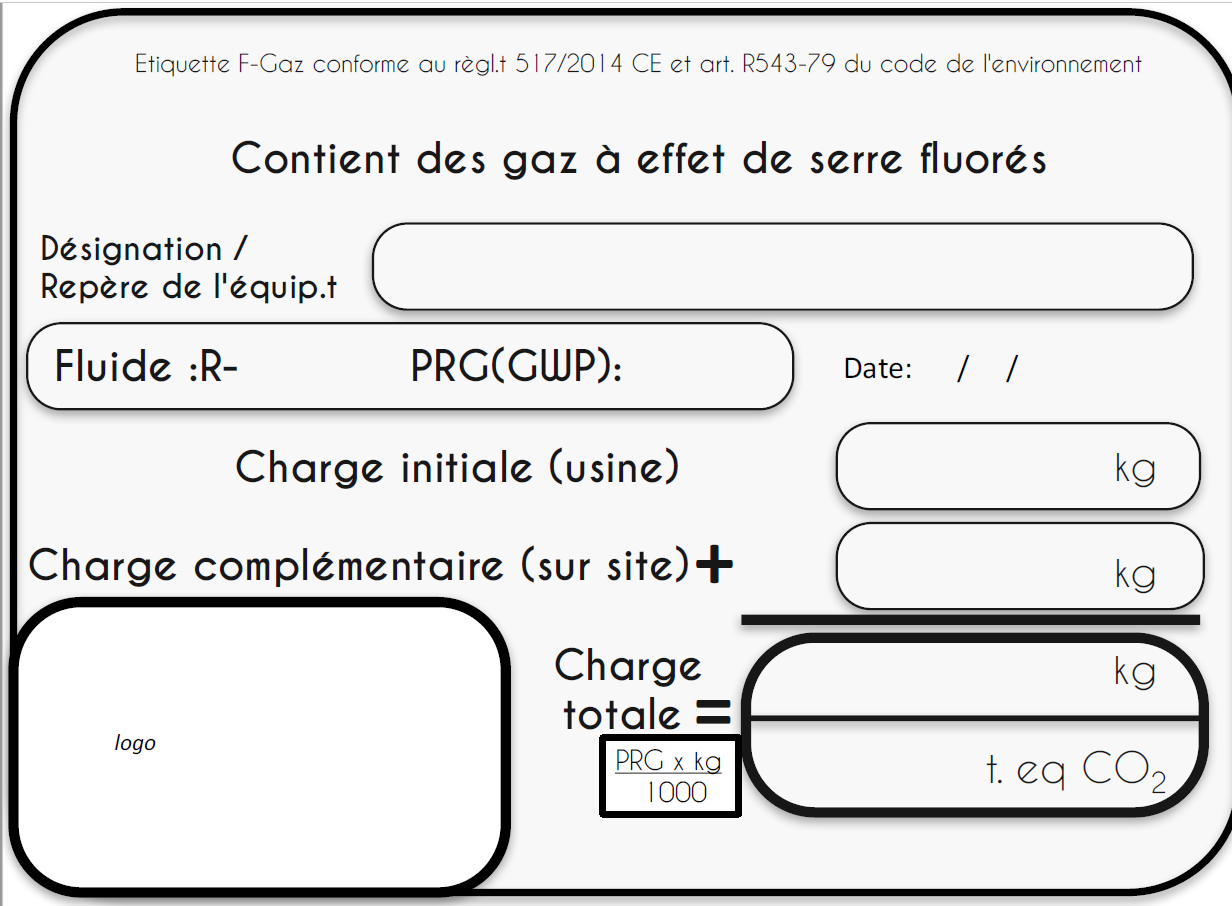 Etiquette F-Gaz conforme au règl.t 517/2014 CE et art. R543-79 du code de l'environnement
Contient des gaz à effet de serre fluorés
Désignation /
Repère de l'équip.t
Fluide :R- PRG(GWP): Date: / /
Charge initiale (usine) kg
Charge complémentaire (sur site)+ kg
Charge kg
totale =
PRG x kg
1000
t. eq CO₂
logo